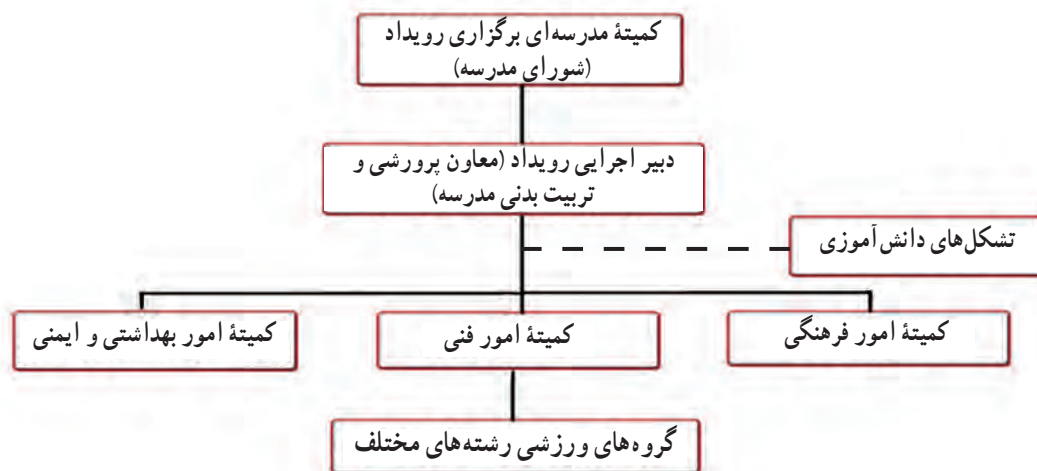 کمیتهٔ مدرسه‌ای برگزاری رویداد
(شورای مدرسه)
دبیر اجرایی رویداد (معاون پرورشی و
تربیت بدنی مدرسه)
تشکل‌های دانش‌آموزی
کمیتهٔ امور فرهنگی
کمیتهٔ امور فنی
کمیتهٔ امور بهداشتی و ایمنی
گروه‌های ورزشی رشته‌های مختلف